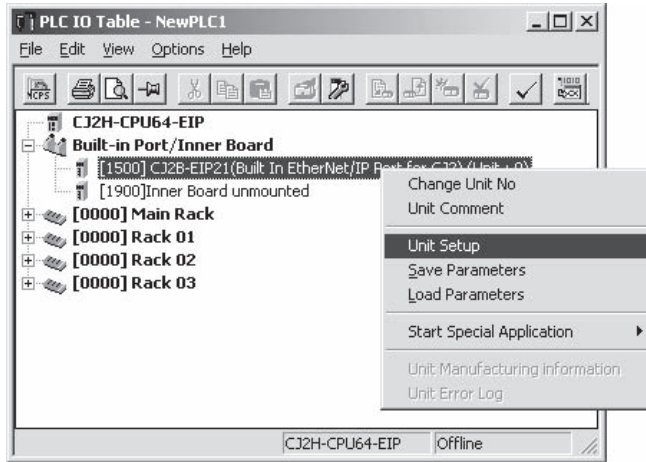 PLC IO Table - NewPLC1
File Edit View Options Help
CJ2H-CPU64-EIP
Built-in Port/Inner Board
[1500] CJ2B-EIP21(Built In EtherNet/IP Port for CJ2) (Unit : 0)
[1900]Inner Board unmounted
[0000] Main Rack
[0000] Rack 01
[0000] Rack 02
[0000] Rack 03
Change Unit No
Unit Comment
Unit Setup
Save Parameters
Load Parameters
Start Special Application
Unit Manufacturing information
Unit Error Log
CJ2H-CPU64-EIP Offline